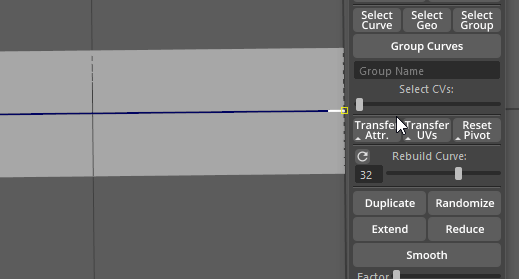 Select Curve
Select Geo
Select Group
Group Curves
Group Name
Select CVs:
Transfer Attr.
Transfer UVs
Reset Pivot
Rebuild Curve:
32
Duplicate
Randomize
Extend
Reduce
Smooth
Factor